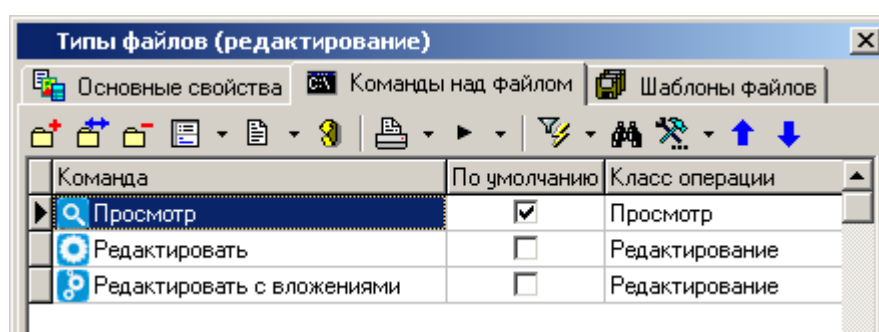 Типы файлов (редактирование)
Основные свойства Команды над файлом Шаблоны файлов
Команда По умолчанию Класс операции
Просмотр Просмотр
Редактировать Редактирование
Редактировать с вложениями Редактирование